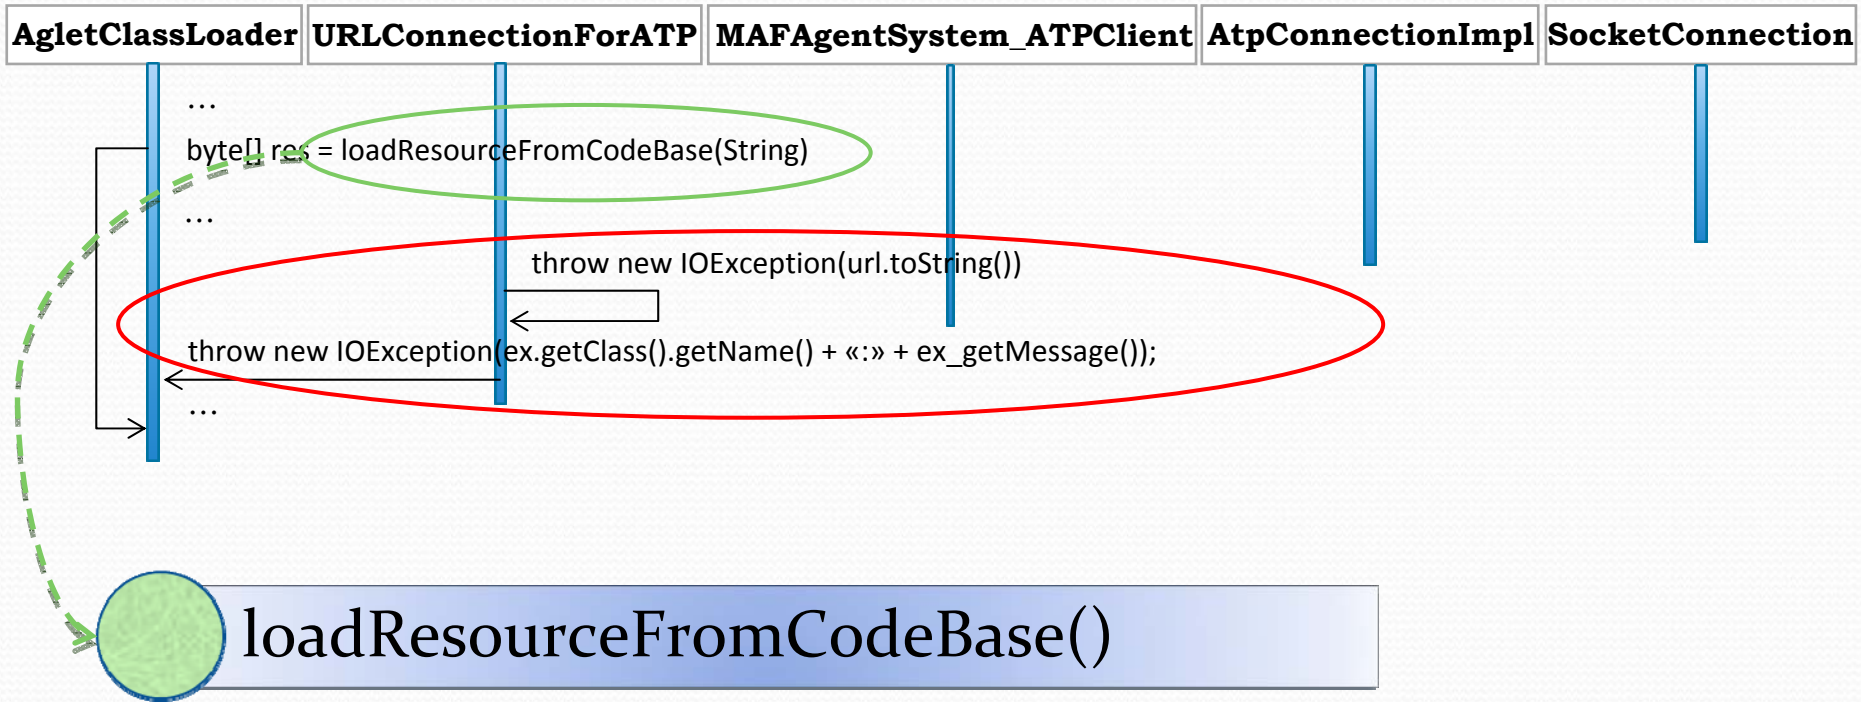 AgletClassLoader URLConnectionForATP MAFAgentSystem_ATPClient AtpConnectionImpl SocketConnection
...
byte[] res = loadResourceFromCodeBase(String)
...
throw new IOException(url.toString())
throw new IOException(ex.getClass().getName() + «:» + ex_getMessage());
...
loadResourceFromCodeBase()